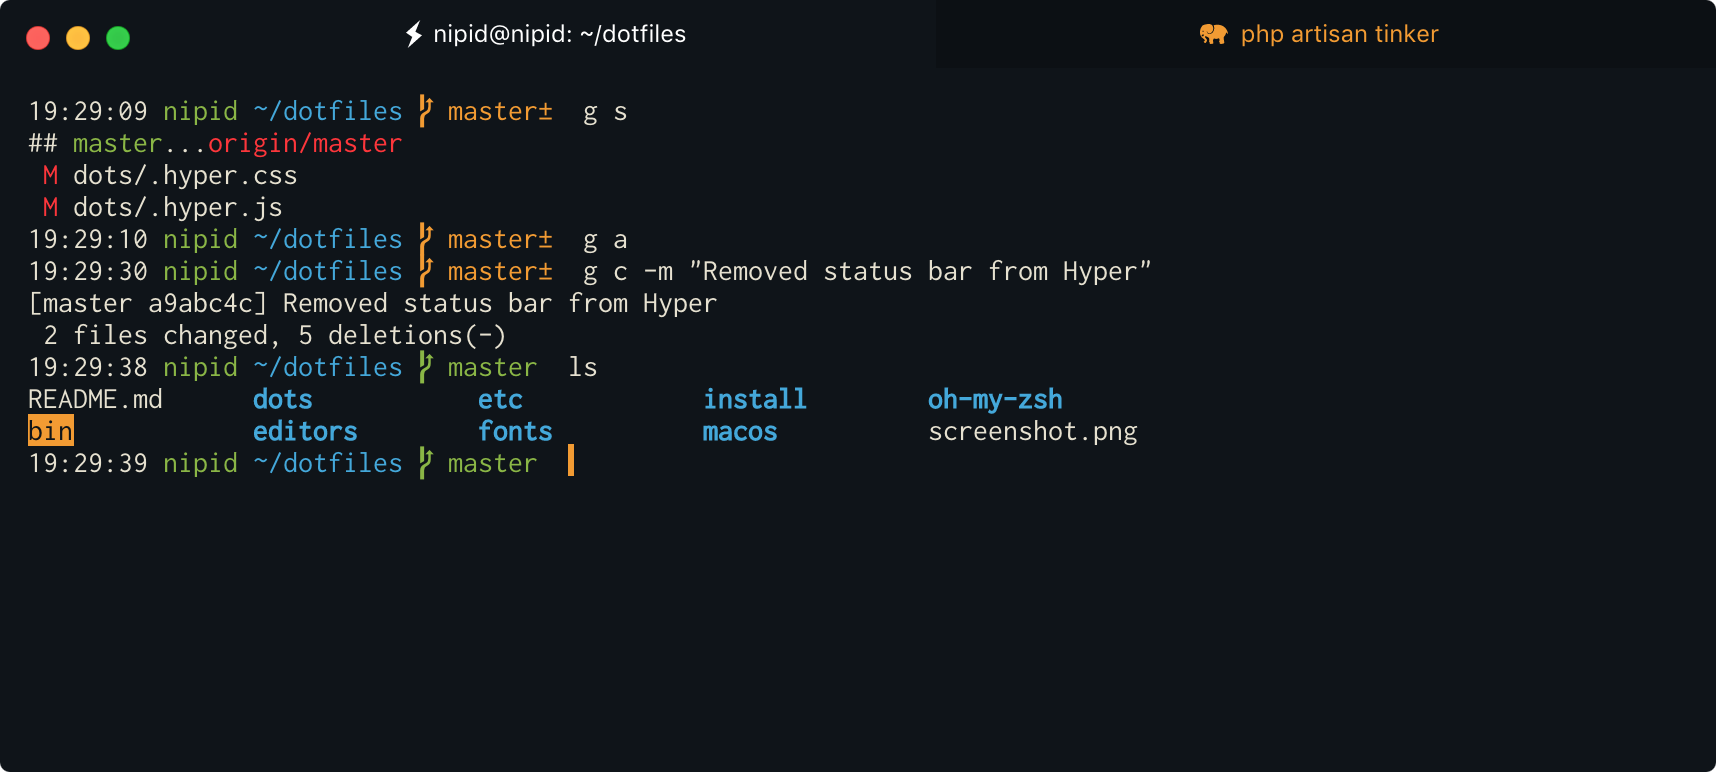 nipid@nipid: ~/dotfiles
php artisan tinker
19:29:09 nipid ~/dotfiles master± g s
## master...origin/master
M dots/.hyper.css
M dots/.hyper.js
19:29:10 nipid ~/dotfiles master± g a
19:29:30 nipid ~/dotfiles master± g c -m "Removed status bar from Hyper"
[master a9abc4c] Removed status bar from Hyper
2 files changed, 5 deletions(-)
19:29:38 nipid ~/dotfiles master ls
README.md dots etc install oh-my-zsh
bin editors fonts macos screenshot.png
19:29:39 nipid ~/dotfiles master